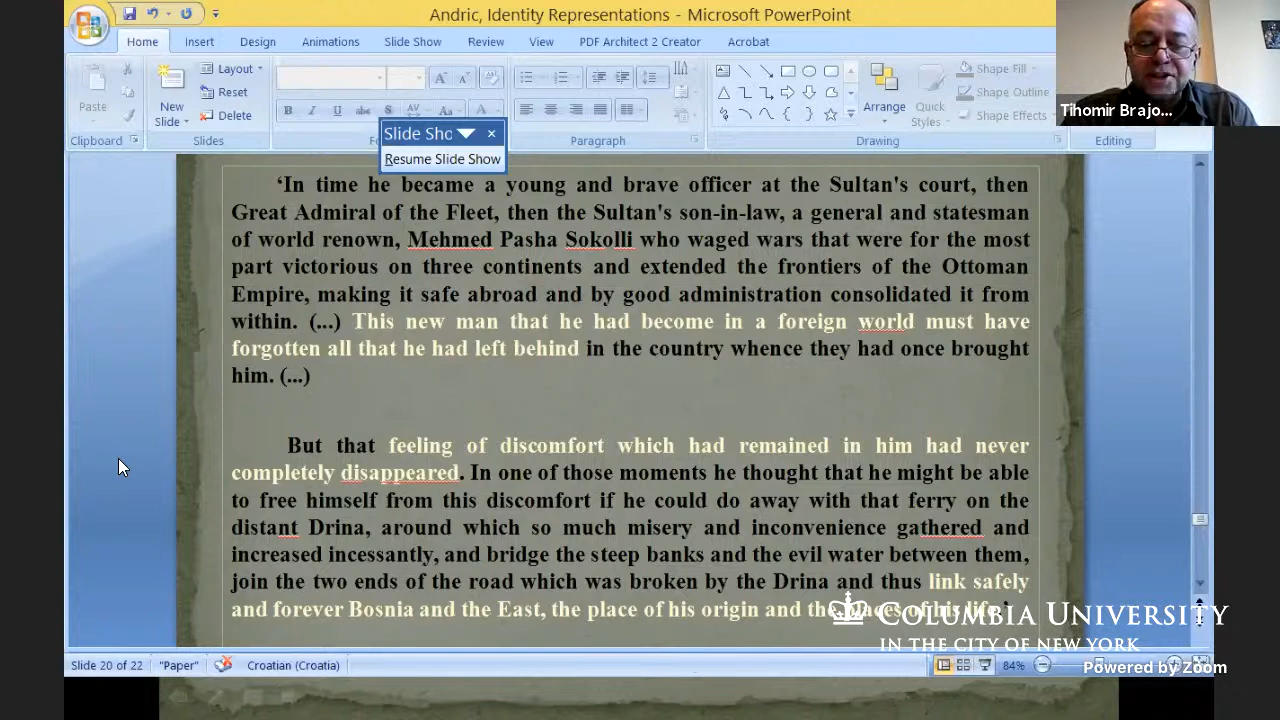 Andric, Identity Representations - Microsoft PowerPoint
Home Insert Design Animations Slide Show Review View PDF Architect 2 Creator Acrobat
Layout
Reset
Delete
Paste
New
Slide
Arrange
Quick
Styles
Shape Fill
Shape Outline
Shape Effects
Clipboard Slides Paragraph Drawing Editing
Tihomir Brajo...
Slide Sho
Resume Slide Show
‘In time he became a young and brave officer at the Sultan's court, then
Great Admiral of the Fleet, then the Sultan's son-in-law, a general and statesman
of world renown, Mehmed Pasha Sokolli who waged wars that were for the most
part victorious on three continents and extended the frontiers of the Ottoman
Empire, making it safe abroad and by good administration consolidated it from
within. (...) This new man that he had become in a foreign world must have
forgotten all that he had left behind in the country whence they had once brought
him. (...)
But that feeling of discomfort which had remained in him had never
completely disappeared. In one of those moments he thought that he might be able
to free himself from this discomfort if he could do away with that ferry on the
distant Drina, around which so much misery and inconvenience gathered and
increased incessantly, and bridge the steep banks and the evil water between them,
join the two ends of the road which was broken by the Drina and thus link safely
and forever Bosnia and the East, the place of his origin and the places of his life.
COLUMBIA UNIVERSITY
IN THE CITY OF NEW YORK
Slide 20 of 22 "Paper" Croatian (Croatia) 84%
Powered by Zoom